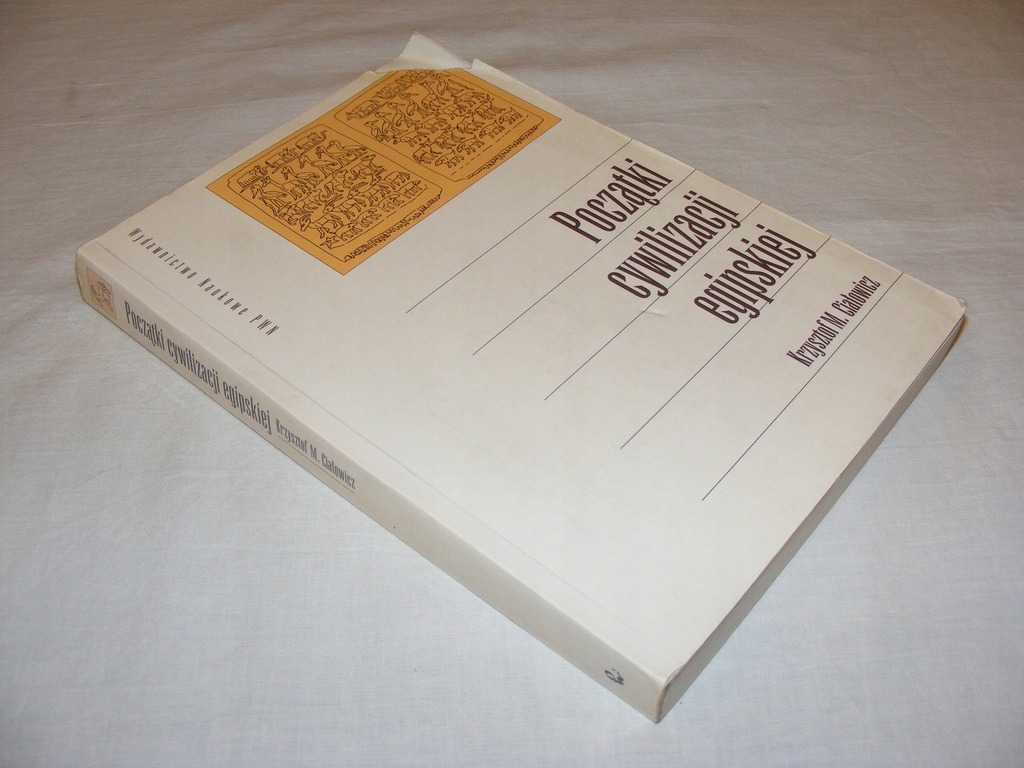 Początki
cywilizacji
egipskiej
Krzysztof M. Ciałowicz
Wydawnictwo Naukowe PWN
Początki cywilizacji egipskiej Krzysztof M. Ciałowicz